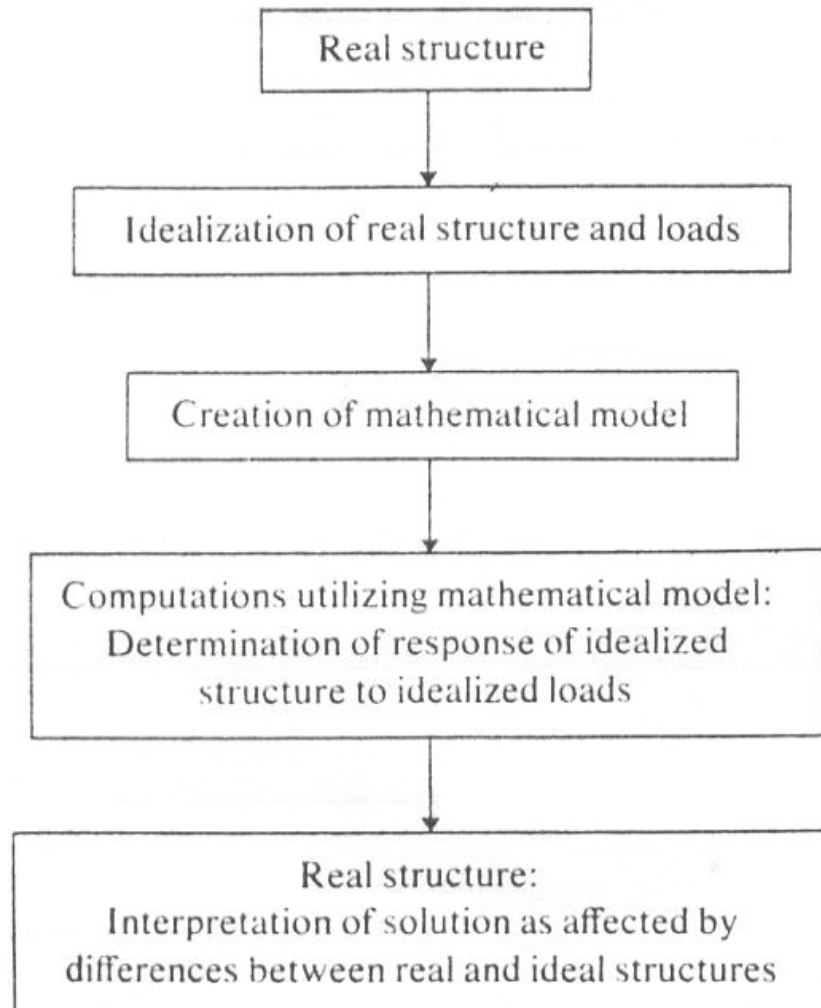 Real structure
Idealization of real structure and loads
Creation of mathematical model
Computations utilizing mathematical model:
Determination of response of idealized
structure to idealized loads
Real structure:
Interpretation of solution as affected by
differences between real and ideal structures